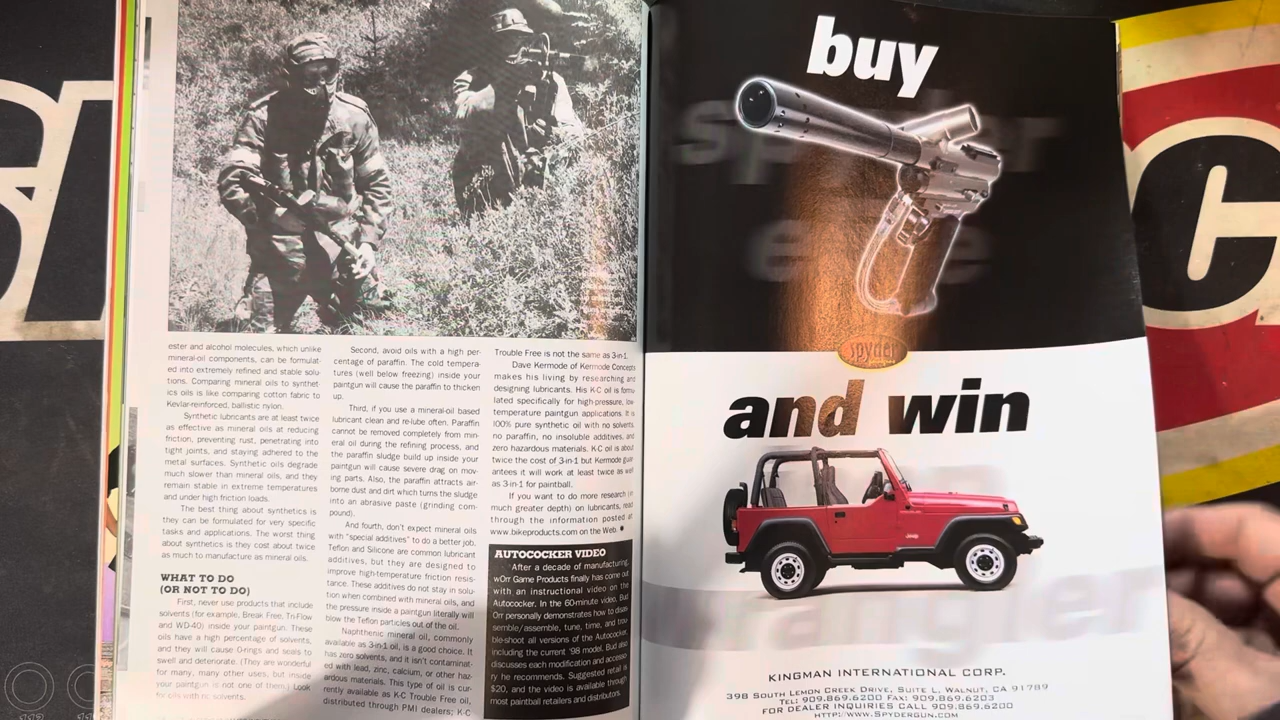 ester and alcohol molecules, which unlike
mineral-oil components, can be formulat-
ed into extremely refined and stable solu-
tions. Comparing mineral oils to synthet-
ics oils is like comparing cotton fabric to
Kevlar-reinforced, ballistic nylon.
Synthetic lubricants are at least twice
as effective as mineral oils at reducing
friction, preventing rust, penetrating into
tight joints, and staying adhered to the
metal surfaces. Synthetic oils degrade
much slower than mineral oils, and they
remain stable in extreme temperatures
and under high friction loads.
The best thing about synthetics is
they can be formulated for very specific
tasks and applications. The worst thing
about synthetics is they cost about twice
as much to manufacture as mineral oils.
WHAT TO DO
(OR NOT TO DO)
First, never use products that include
solvents (for example, Break Free, Tri-Flow
and WD-40) inside your paintgun. These
oils have a high percentage of solvents,
and they will cause O-rings and seals to
swell and deteriorate. (They are wonderful
for many, many other uses, but inside
your paintgun is not one of them.) Look
for oils with no solvents.
Second, avoid oils with a high per-
centage of paraffin. The cold tempera-
tures (well below freezing) inside your
paintgun will cause the paraffin to thicken
up.
Third, if you use a mineral-oil based
lubricant clean and re-lube often. Paraffin
cannot be removed completely from min-
eral oil during the refining process, and
the paraffin sludge build up inside your
paintgun will cause severe drag on mov-
ing parts. Also, the paraffin attracts air-
borne dust and dirt which turns the sludge
into an abrasive paste (grinding com-
pound).
And fourth, don't expect mineral oils
with "special additives" to do a better job.
Teflon and Silicone are common lubricant
additives, but they are designed to
improve high-temperature friction resis-
tance. These additives do not stay in solu-
tion when combined with mineral oils, and
the pressure inside a paintgun literally will
blow the Teflon particles out of the oil.
Naphthenic mineral oil, commonly
available as 3-in-1 oil, is a good choice. It
has zero solvents, and it isn't contaminat-
ed with lead, zinc, calcium, or other haz-
ardous materials. This type of oil is cur-
rently available as K-C Trouble Free oil,
distributed through PMI dealers; K-C
Trouble Free is not the same as 3-in-1.
Dave Kermode of Kermode Concepts
makes his living by researching and
designing lubricants. His K-C oil is formu-
lated specifically for high-pressure, low-
temperature paintgun applications. It is
100% pure synthetic oil with no solvents,
no paraffin, no insoluble additives, and
zero hazardous materials. K-C oil is about
twice the cost of 3-in-1 but Kermode guar-
antees it will work at least twice as well
as 3-in-1 for paintball.
If you want to do more research (in
much greater depth) on lubricants, read
through the information posted at
www.bikeproducts.com on the Web. ●
AUTOCOCKER VIDEO
After a decade of manufacturing,
wOrr Game Products finally has come out
with an instructional video on the
Autococker. In the 60-minute video, Bud
Orr personally demonstrates how to disas-
semble/assemble, tune, time, and trou-
ble-shoot all versions of the Autococker,
including the current '98 model. Bud also
discusses each modification and accesso-
ry he recommends. Suggested retail is
$20, and the video is available through
most paintball retailers and distributors.
buy
spyder
and win
Jeep
KINGMAN INTERNATIONAL CORP.
398 SOUTH LEMON CREEK DRIVE, SUITE L, WALNUT, CA 91789
TEL: 909.869.6200 FAX: 909.869.6203
FOR DEALER INQUIRIES CALL 909.869.6200
HTTP://WWW.SPYDERGUN.COM